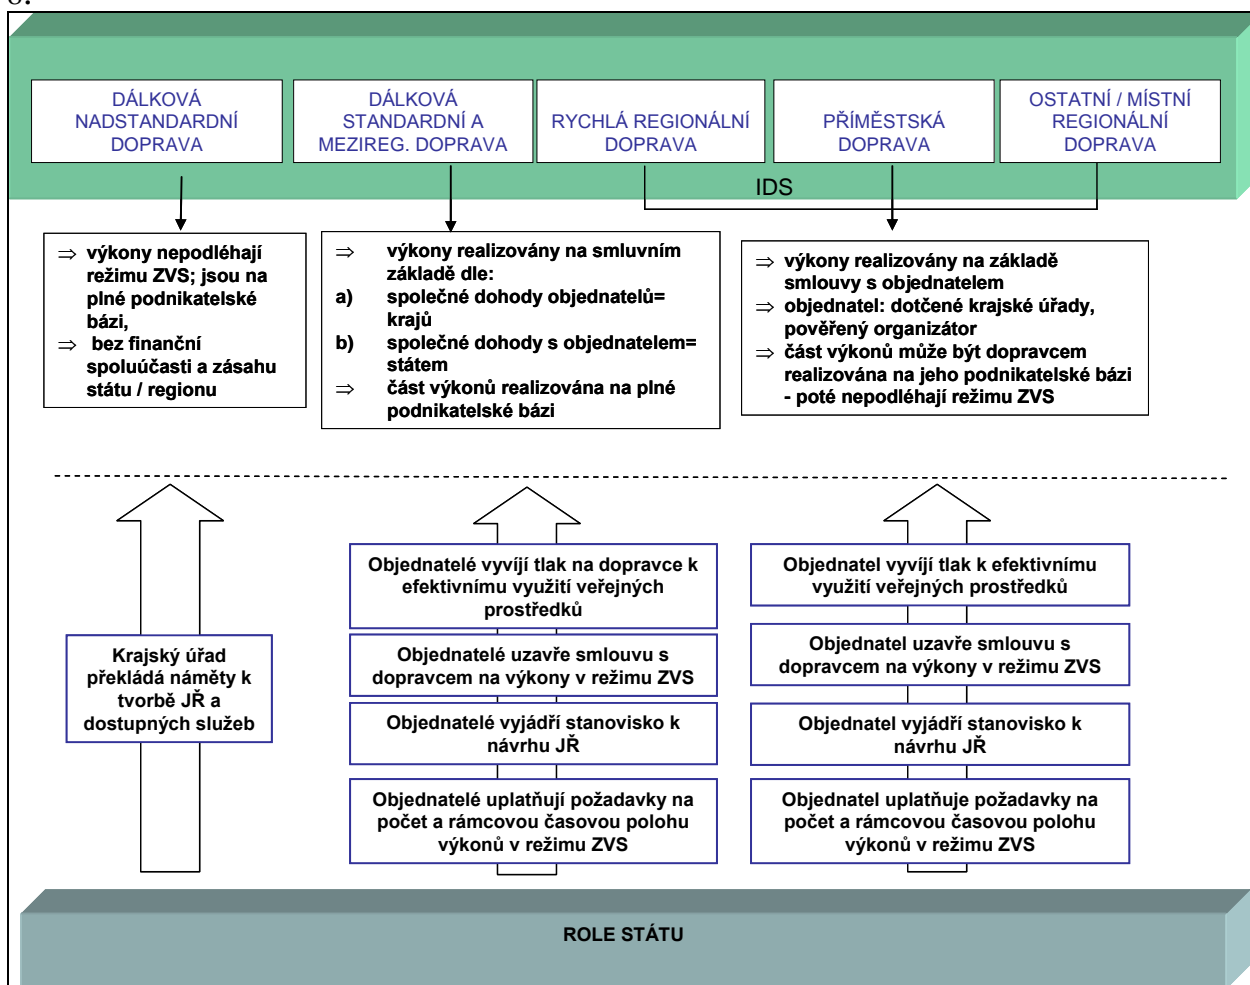 DÁLKOVÁ
NADSTANDARDNÍ
DOPRAVA
DÁLKOVÁ
STANDARDNÍ A
MEZIREG. DOPRAVA
RYCHLÁ REGIONÁLNÍ
DOPRAVA
PŘÍMĚSTSKÁ
DOPRAVA
OSTATNÍ / MÍSTNÍ
REGIONÁLNÍ
DOPRAVA
IDS
⇒ výkony nepodléhají
režimu ZVS; jsou na
plné podnikatelské
bázi,
⇒ bez finanční
spoluúčasti a zásahu
státu / regionu
⇒ výkony realizovány na smluvním
základě dle:
a) společné dohody objednatelů=
krajů
b) společné dohody s objednatelem=
státem
⇒ část výkonů realizována na plné
podnikatelské bázi
⇒ výkony realizovány na základě
smlouvy s objednatelem
⇒ objednatel: dotčené krajské úřady,
pověřený organizátor
⇒ část výkonů může být dopravcem
realizována na jeho podnikatelské bázi
- poté nepodléhají režimu ZVS
Krajský úřad
překládá náměty k
tvorbě JŘ a
dostupných služeb
Objednatelé vyvíjí tlak na dopravce k
efektivnímu využití veřejných
prostředků
Objednatelé uzavře smlouvu s
dopravcem na výkony v režimu ZVS
Objednatelé vyjádří stanovisko k
návrhu JŘ
Objednatelé uplatňují požadavky na
počet a rámcovou časovou polohu
výkonů v režimu ZVS
Objednatel vyvíjí tlak k efektivnímu
využití veřejných prostředků
Objednatel uzavře smlouvu s
dopravcem na výkony v režimu ZVS
Objednatel vyjádří stanovisko k
návrhu JŘ
Objednatel uplatňuje požadavky na
počet a rámcovou časovou polohu
výkonů v režimu ZVS
ROLE STÁTU